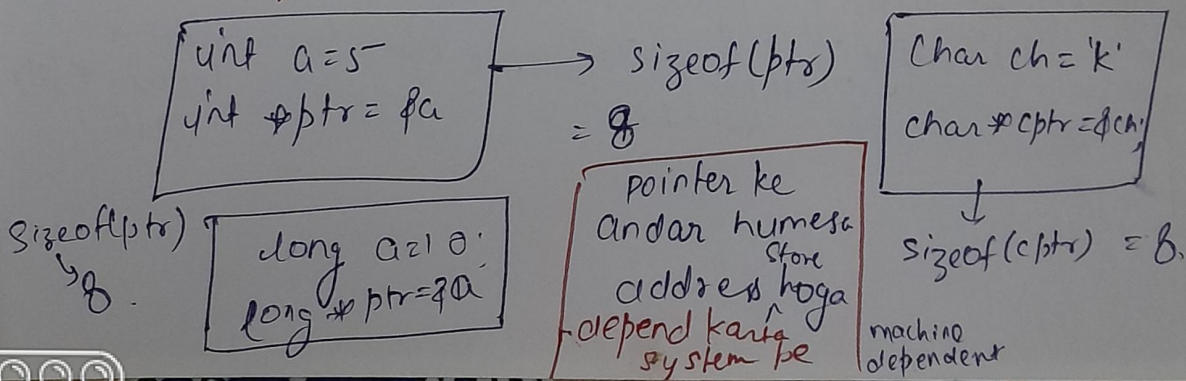 int a=5
int *ptr = &a
→ sizeof(ptr)
= 8
Char ch = 'k'
char *cptr = &ch;
sizeof(cptr) = 8.
sizeof(ptr)
8.
long a=10;
long * ptr=&a
pointer ke
andar humesa
store
address hoga
depend karta
system pe
machine
dependent